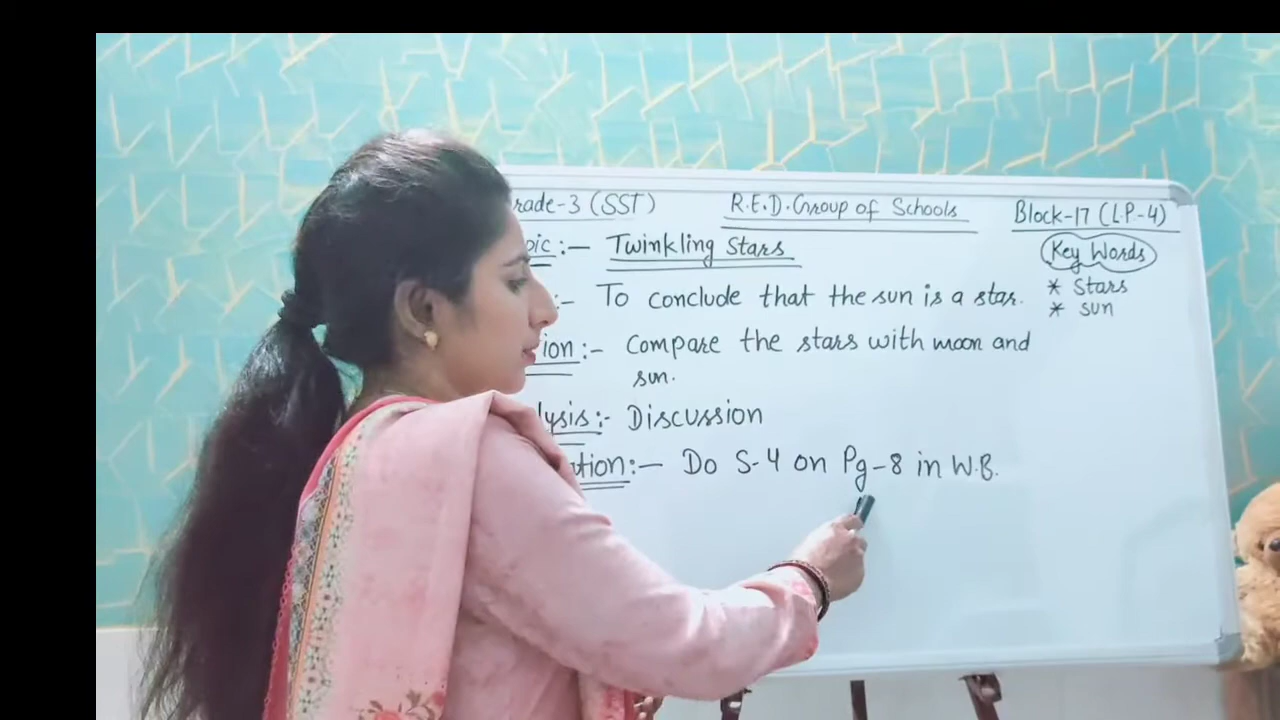 rade-3 (SST) R.E.D. Group of Schools Block-17 (LP-4)
pic:- Twinkling Stars
Key Words
:- To conclude that the sun is a star.
* Stars
* sun
ion:- Compare the stars with moon and
sun.
lysis:- Discussion
ation:- Do S-4 on Pg-8 in W.B.